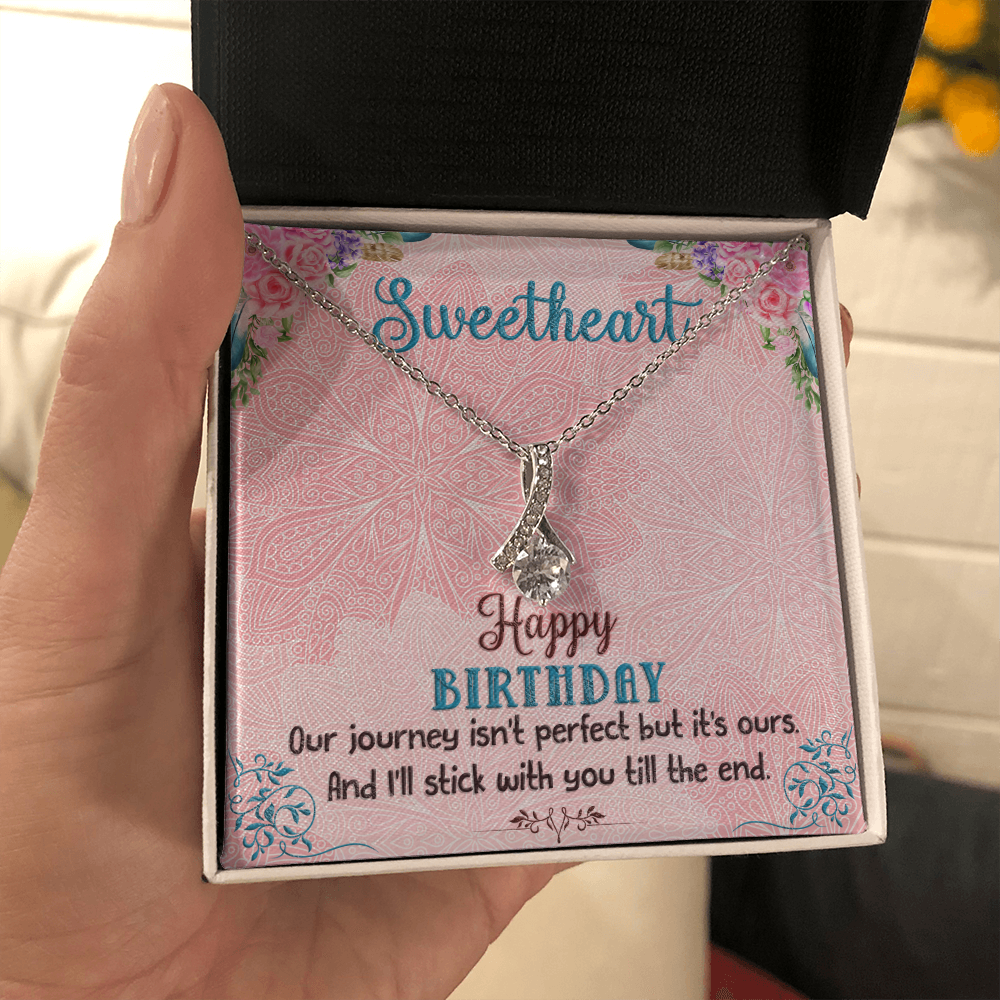 Sweetheart,
Happy
BIRTHDAY
Our journey isn't perfect but it's ours.
And I'll stick with you till the end.